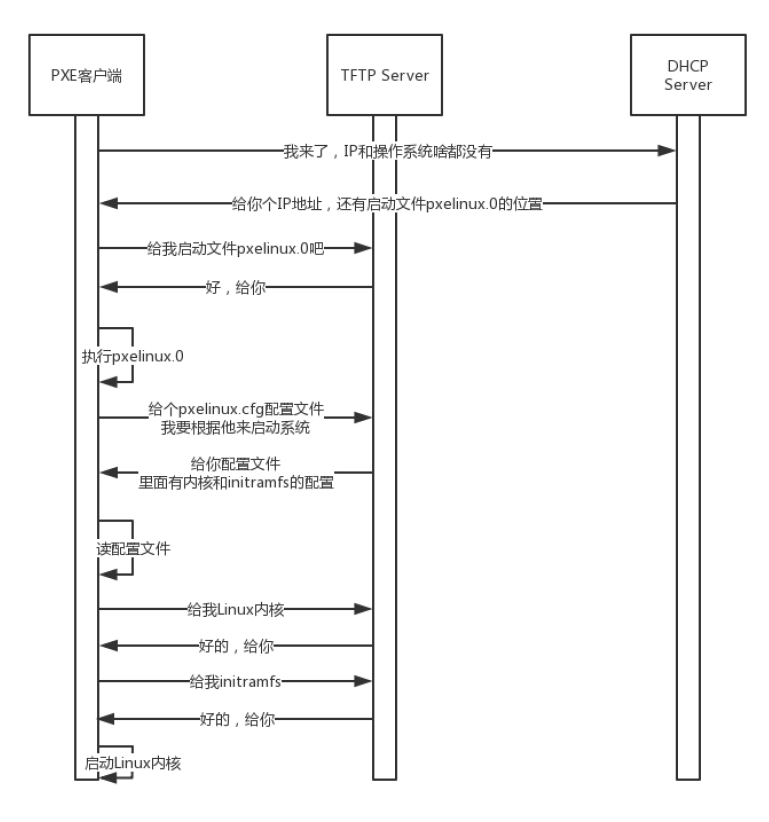 PXE客户端
TFTP Server
DHCP
Server
我来了，IP和操作系统啥都没有
给你个IP地址，还有启动文件pxelinux.0的位置
给我启动文件pxelinux.0吧
好，给你
执行pxelinux.0
给个pxelinux.cfg配置文件
我要根据他来启动系统
给你配置文件
里面有内核和initramfs的配置
读配置文件
给我Linux内核
好的，给你
给我initramfs
好的，给你
启动Linux内核